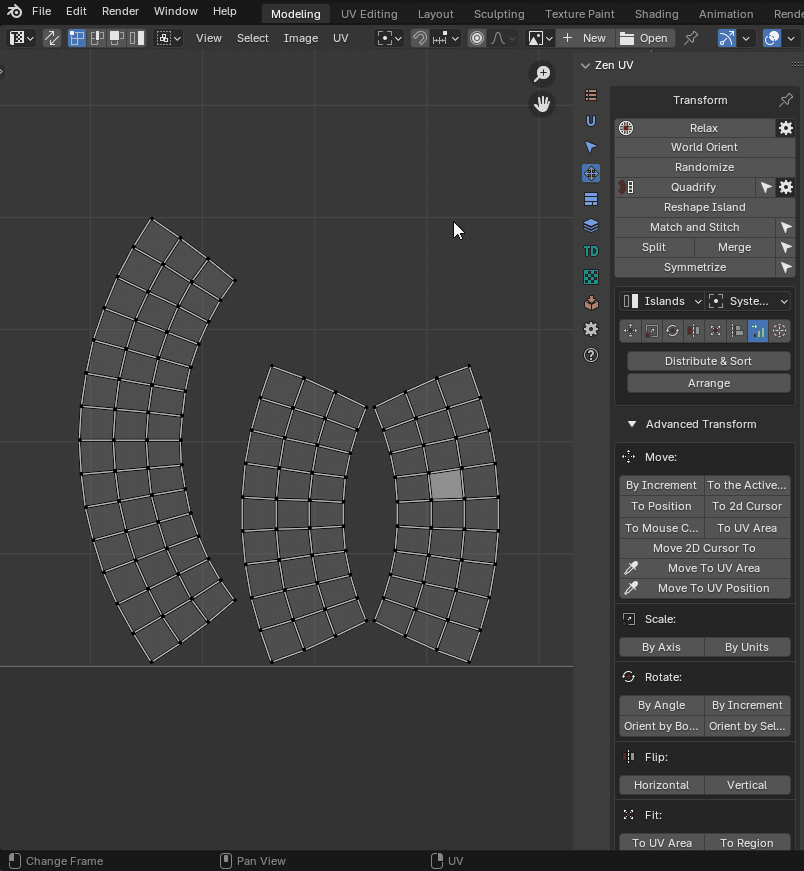 File Edit Render Window Help Modeling UV Editing Layout Sculpting Texture Paint Shading Animation
View Select Image UV New Open
Zen UV
Transform
Relax
World Orient
Randomize
Quadrify
Reshape Island
Match and Stitch
Split Merge
Symmetrize
TD
Islands Syste...
Distribute & Sort
Arrange
Advanced Transform
Move:
By Increment To the Active...
To Position To 2d Cursor
To Mouse C... To UV Area
Move 2D Cursor To
Move To UV Area
Move To UV Position
Scale:
By Axis By Units
Rotate:
By Angle By Increment
Orient by Bo... Orient by Sel...
Flip:
Horizontal Vertical
Fit:
To UV Area To Region
Change Frame Pan View UV